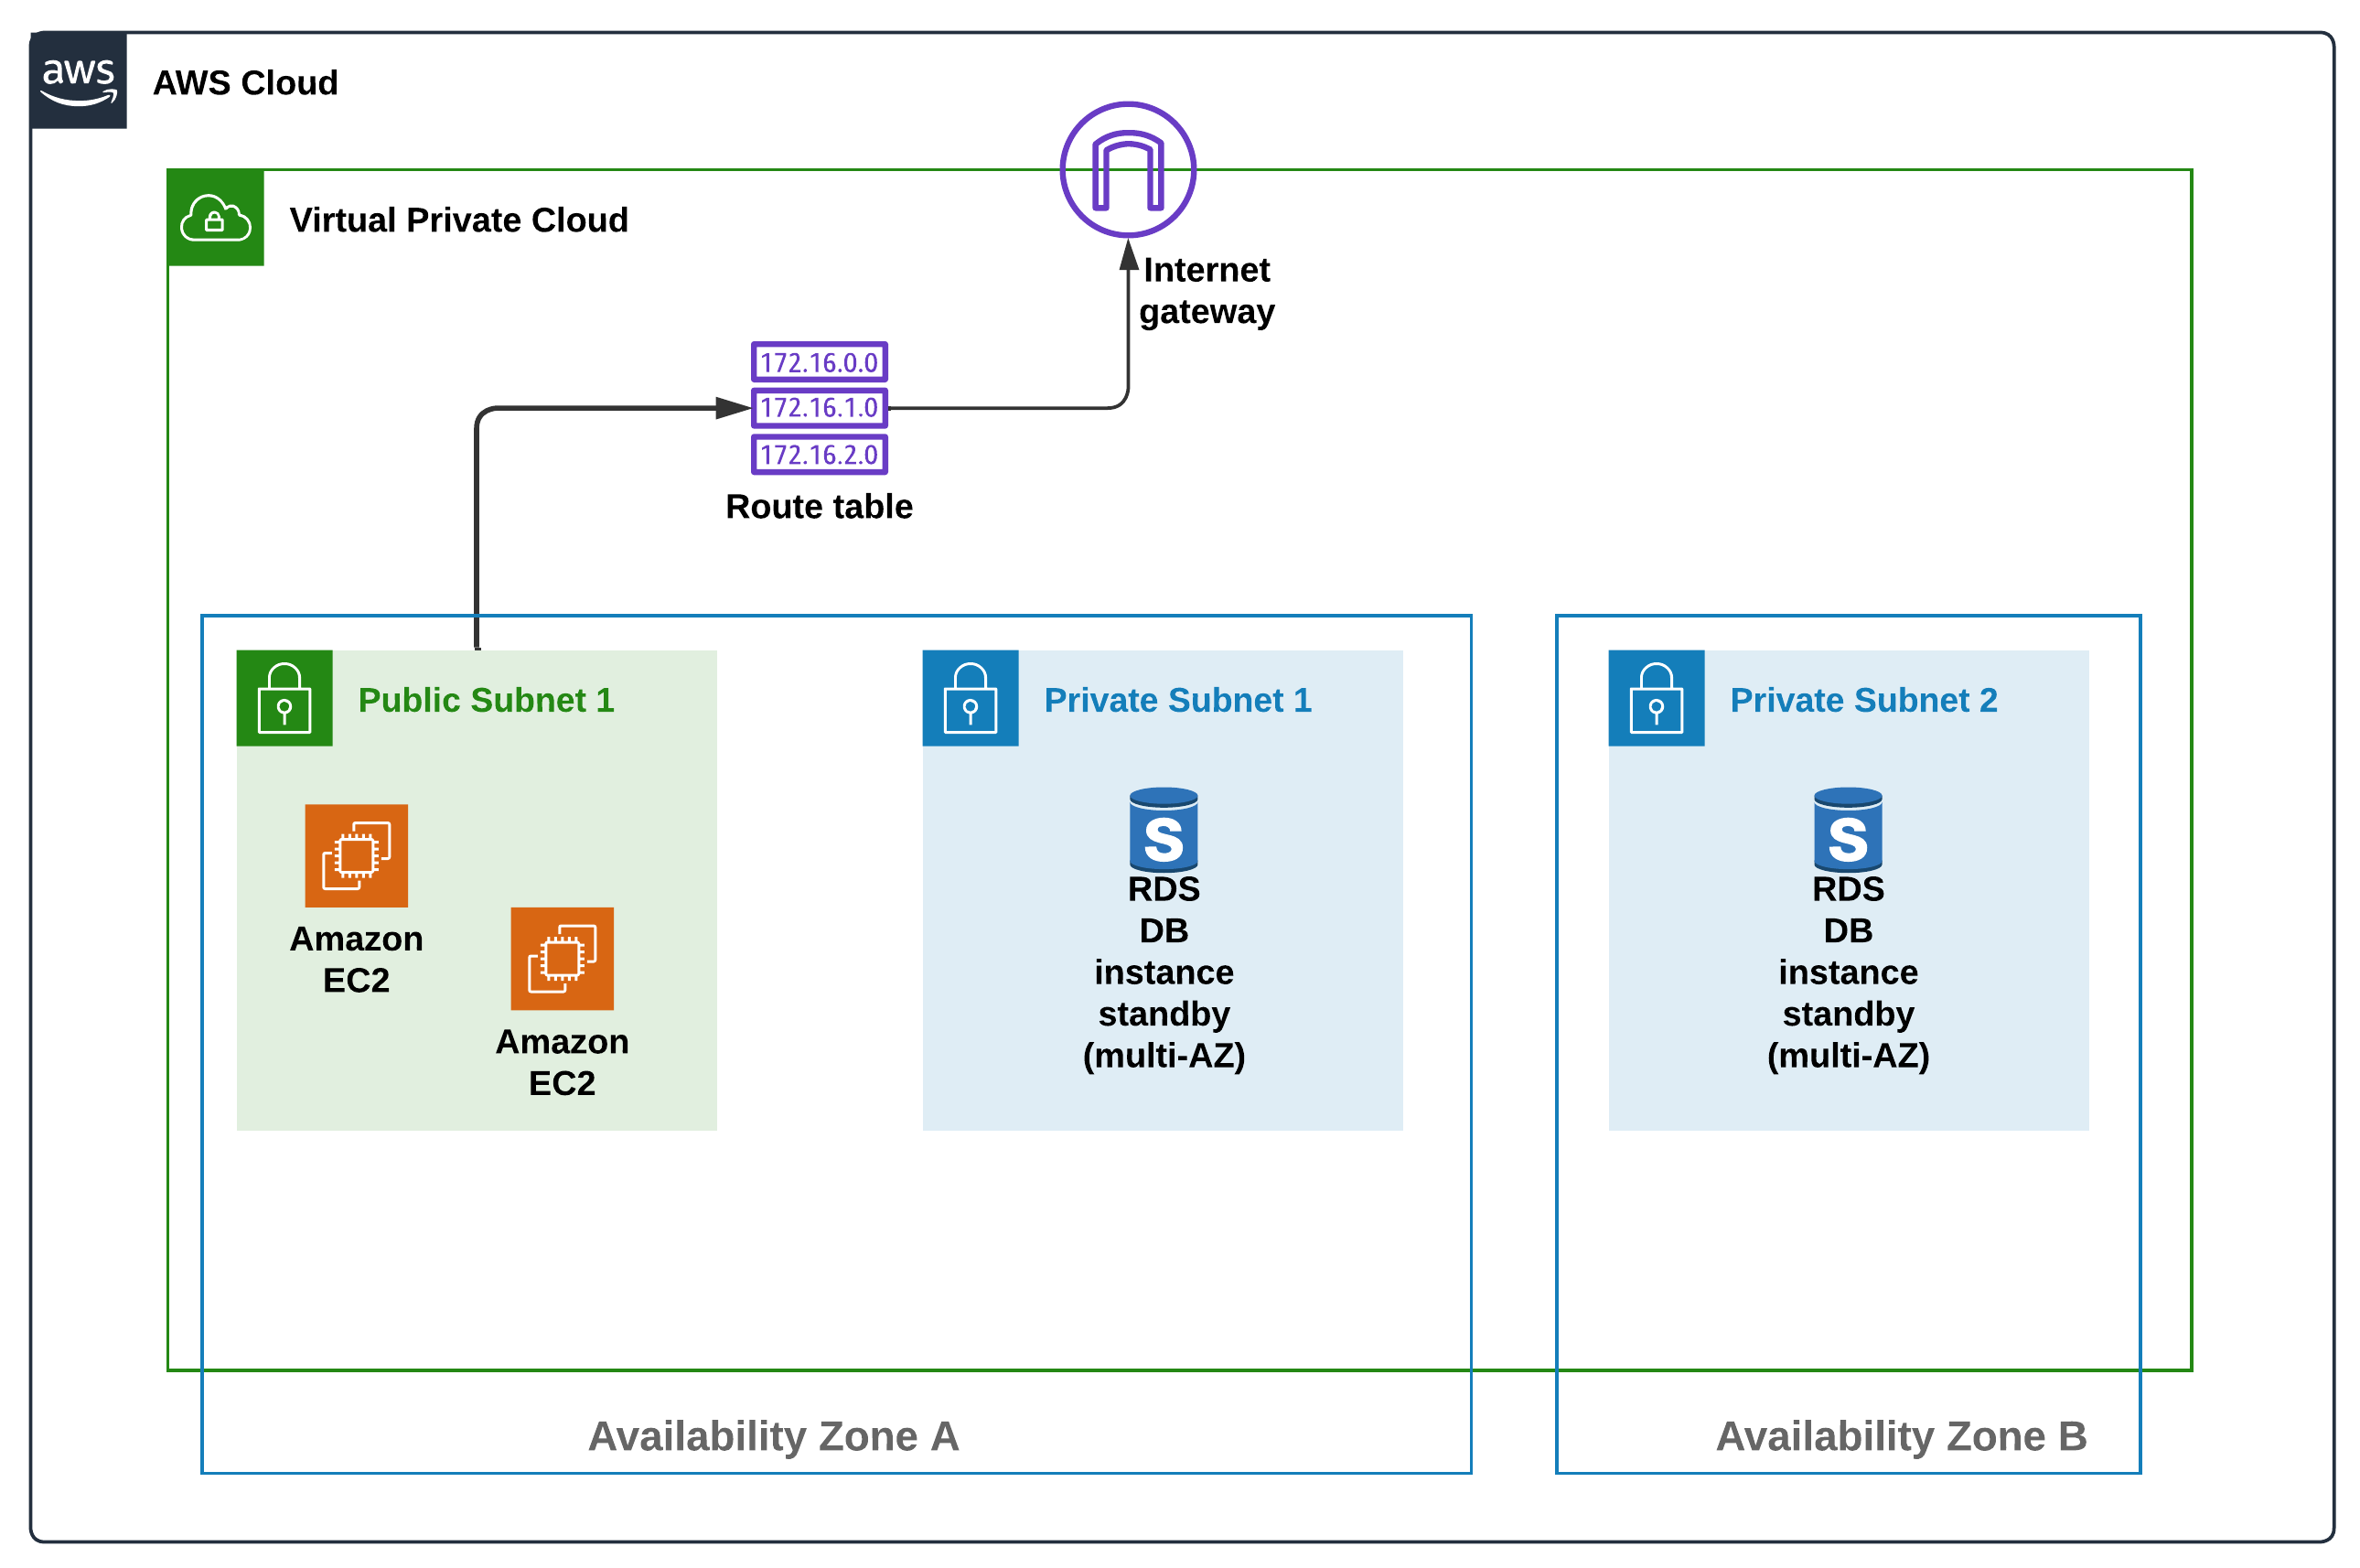 aws
AWS Cloud
Virtual Private Cloud
Internet
gateway
172.16.0.0
172.16.1.0
172.16.2.0
Route table
Public Subnet 1
Amazon
EC2
Amazon
EC2
Private Subnet 1
S
RDS
DB
instance
standby
(multi-AZ)
Private Subnet 2
S
RDS
DB
instance
standby
(multi-AZ)
Availability Zone A
Availability Zone B